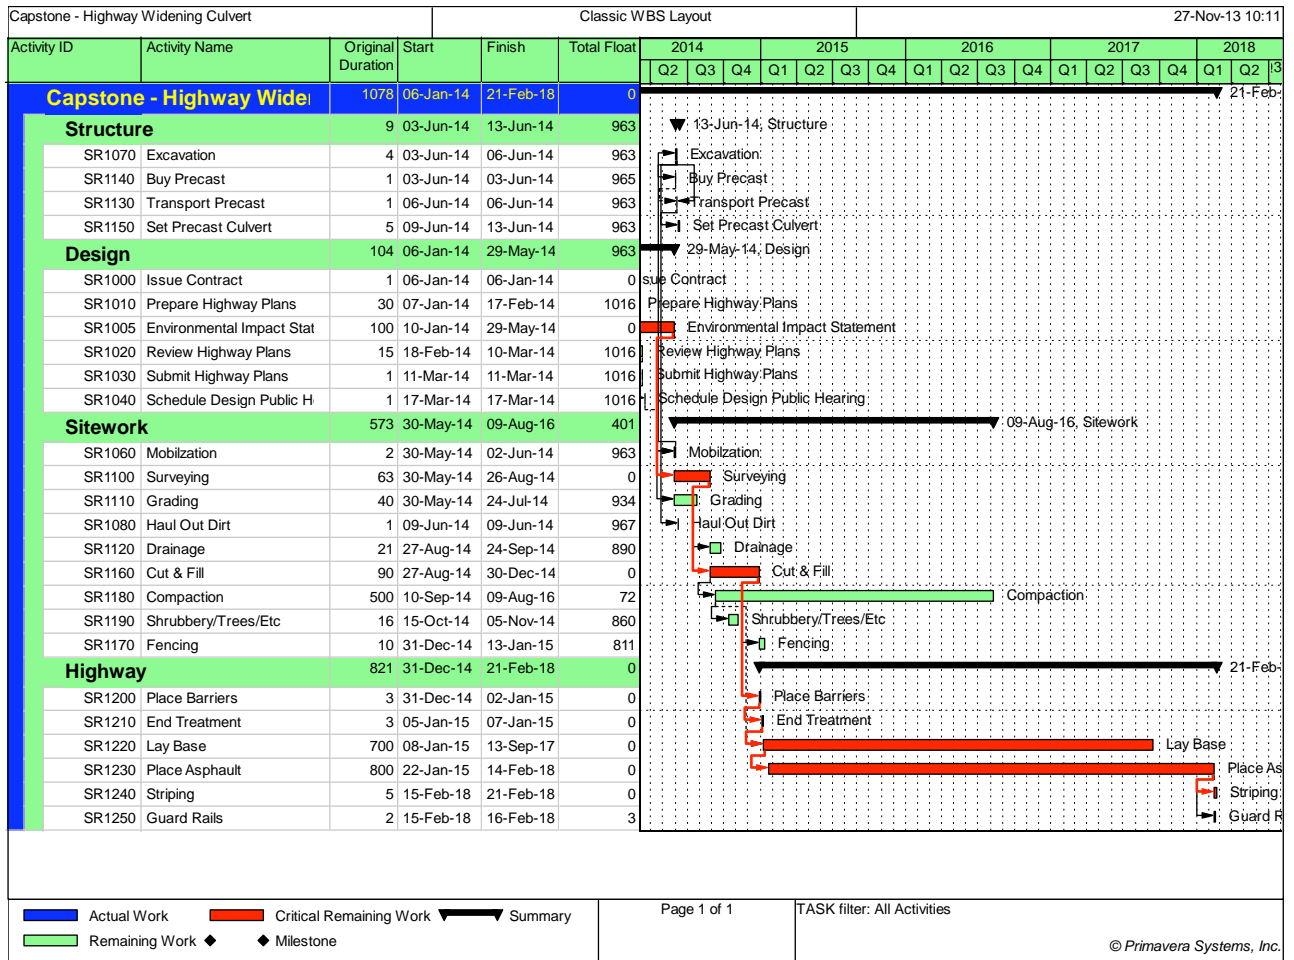 Capstone - Highway Widening Culvert Classic WBS Layout 27-Nov-13 10:11
Activity ID Activity Name Original Duration Start Finish Total Float 2014 2015 2016 2017 2018
Q2 Q3 Q4 Q1 Q2 Q3 Q4 Q1 Q2 Q3 Q4 Q1 Q2 Q3 Q4 Q1 Q2
Capstone - Highway Wide 1078 06-Jan-14 21-Feb-18 0 21-Feb-
Structure 9 03-Jun-14 13-Jun-14 963 13-Jun-14, Structure
SR1070 Excavation 4 03-Jun-14 06-Jun-14 963 Excavation
SR1140 Buy Precast 1 03-Jun-14 03-Jun-14 965 Buy Precast
SR1130 Transport Precast 1 06-Jun-14 06-Jun-14 963 Transport Precast
SR1150 Set Precast Culvert 5 09-Jun-14 13-Jun-14 963 Set Precast Culvert
Design 104 06-Jan-14 29-May-14 963 29-May-14, Design
SR1000 Issue Contract 1 06-Jan-14 06-Jan-14 0 sue Contract
SR1010 Prepare Highway Plans 30 07-Jan-14 17-Feb-14 1016 Prepare Highway Plans
SR1005 Environmental Impact Stat 100 10-Jan-14 29-May-14 0 Environmental Impact Statement
SR1020 Review Highway Plans 15 18-Feb-14 10-Mar-14 1016 Review Highway Plans
SR1030 Submit Highway Plans 1 11-Mar-14 11-Mar-14 1016 Submit Highway Plans
SR1040 Schedule Design Public H 1 17-Mar-14 17-Mar-14 1016 Schedule Design Public Hearing
Sitework 573 30-May-14 09-Aug-16 401 09-Aug-16, Sitework
SR1060 Mobilzation 2 30-May-14 02-Jun-14 963 Mobilzation
SR1100 Surveying 63 30-May-14 26-Aug-14 0 Surveying
SR1110 Grading 40 30-May-14 24-Jul-14 934 Grading
SR1080 Haul Out Dirt 1 09-Jun-14 09-Jun-14 967 Haul Out Dirt
SR1120 Drainage 21 27-Aug-14 24-Sep-14 890 Drainage
SR1160 Cut & Fill 90 27-Aug-14 30-Dec-14 0 Cut & Fill
SR1180 Compaction 500 10-Sep-14 09-Aug-16 72 Compaction
SR1190 Shrubbery/Trees/Etc 16 15-Oct-14 05-Nov-14 860 Shrubbery/Trees/Etc
SR1170 Fencing 10 31-Dec-14 13-Jan-15 811 Fencing
Highway 821 31-Dec-14 21-Feb-18 0 21-Feb-
SR1200 Place Barriers 3 31-Dec-14 02-Jan-15 0 Place Barriers
SR1210 End Treatment 3 05-Jan-15 07-Jan-15 0 End Treatment
SR1220 Lay Base 700 08-Jan-15 13-Sep-17 0 Lay Base
SR1230 Place Asphalt 800 22-Jan-15 14-Feb-18 0 Place As
SR1240 Striping 5 15-Feb-18 21-Feb-18 0 Striping
SR1250 Guard Rails 2 15-Feb-18 16-Feb-18 3 Guard R
Actual Work Critical Remaining Work Summary Page 1 of 1 TASK filter: All Activities
Remaining Work Milestone
© Primavera Systems, Inc.